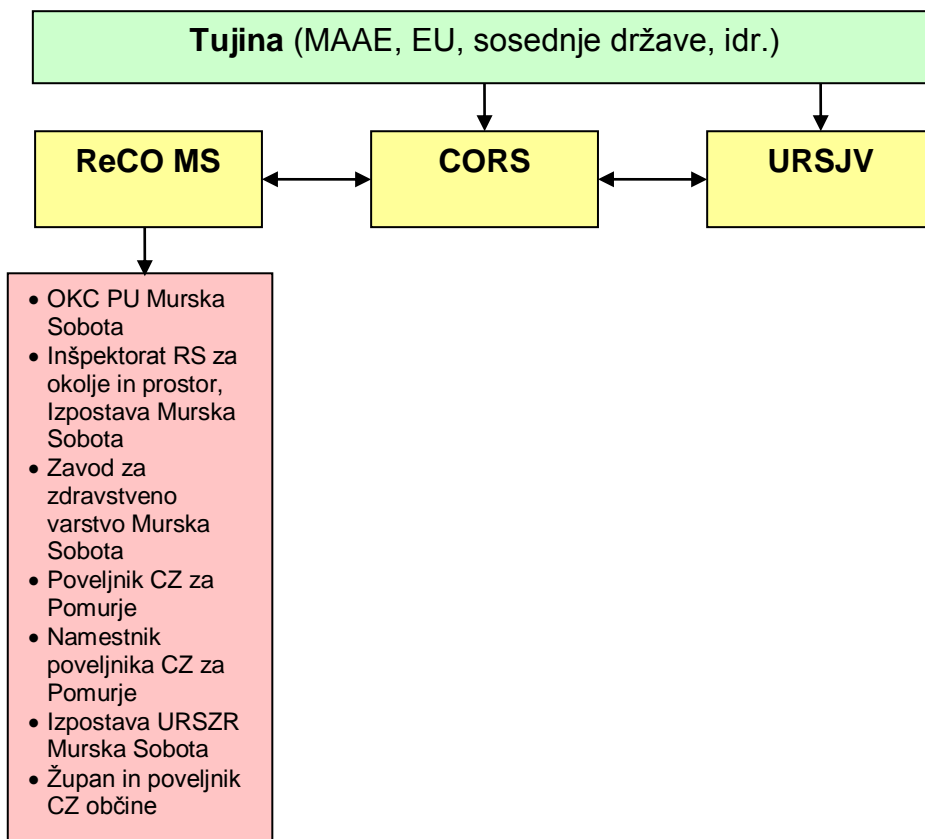 Tujina (MAAE, EU, sosednje države, idr.)
ReCO MS
CORS
URSJV
• OKC PU Murska
Sobota
• Inšpektorat RS za
okolje in prostor,
Izpostava Murska
Sobota
• Zavod za
zdravstveno
varstvo Murska
Sobota
• Poveljnik CZ za
Pomurje
• Namestnik
poveljnika CZ za
Pomurje
• Izpostava URSZR
Murska Sobota
• Župan in poveljnik
CZ občine